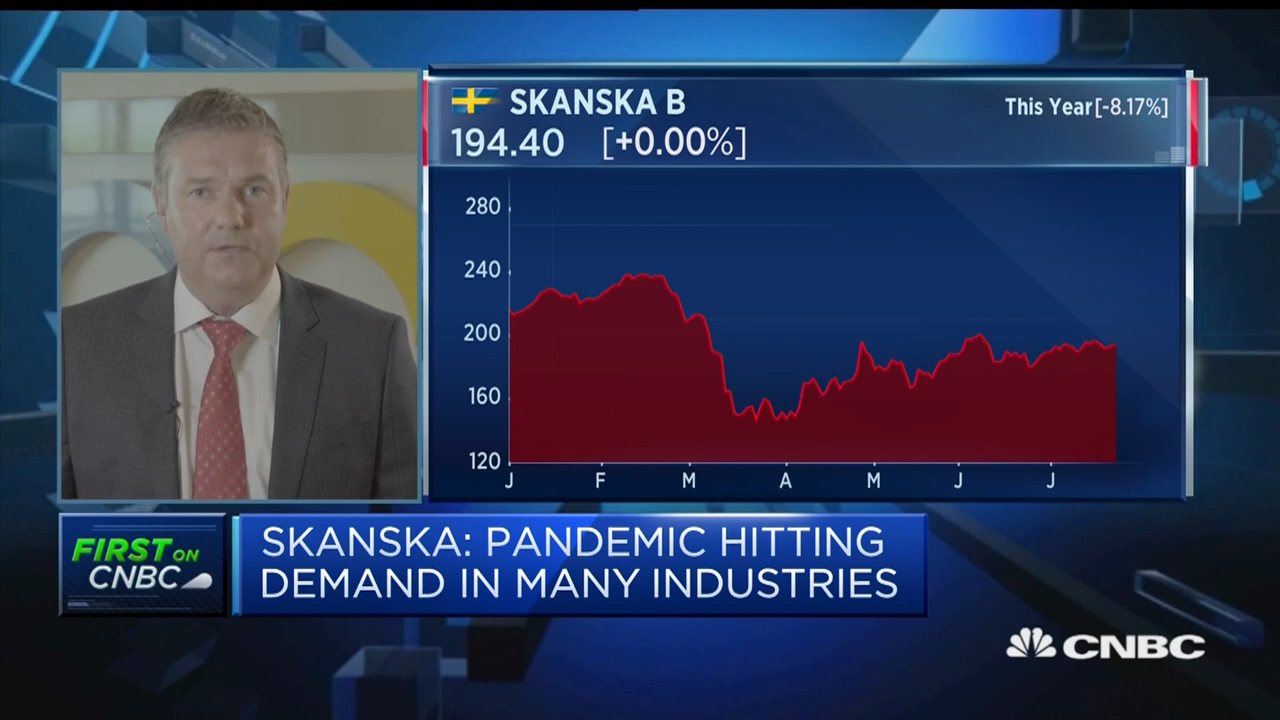 SKANSKA B
This Year[-8.17%]
194.40 [+0.00%]
280
240
200
160
120
J F M A M J J
FIRST ON
CNBC
SKANSKA: PANDEMIC HITTING
DEMAND IN MANY INDUSTRIES
CNBC